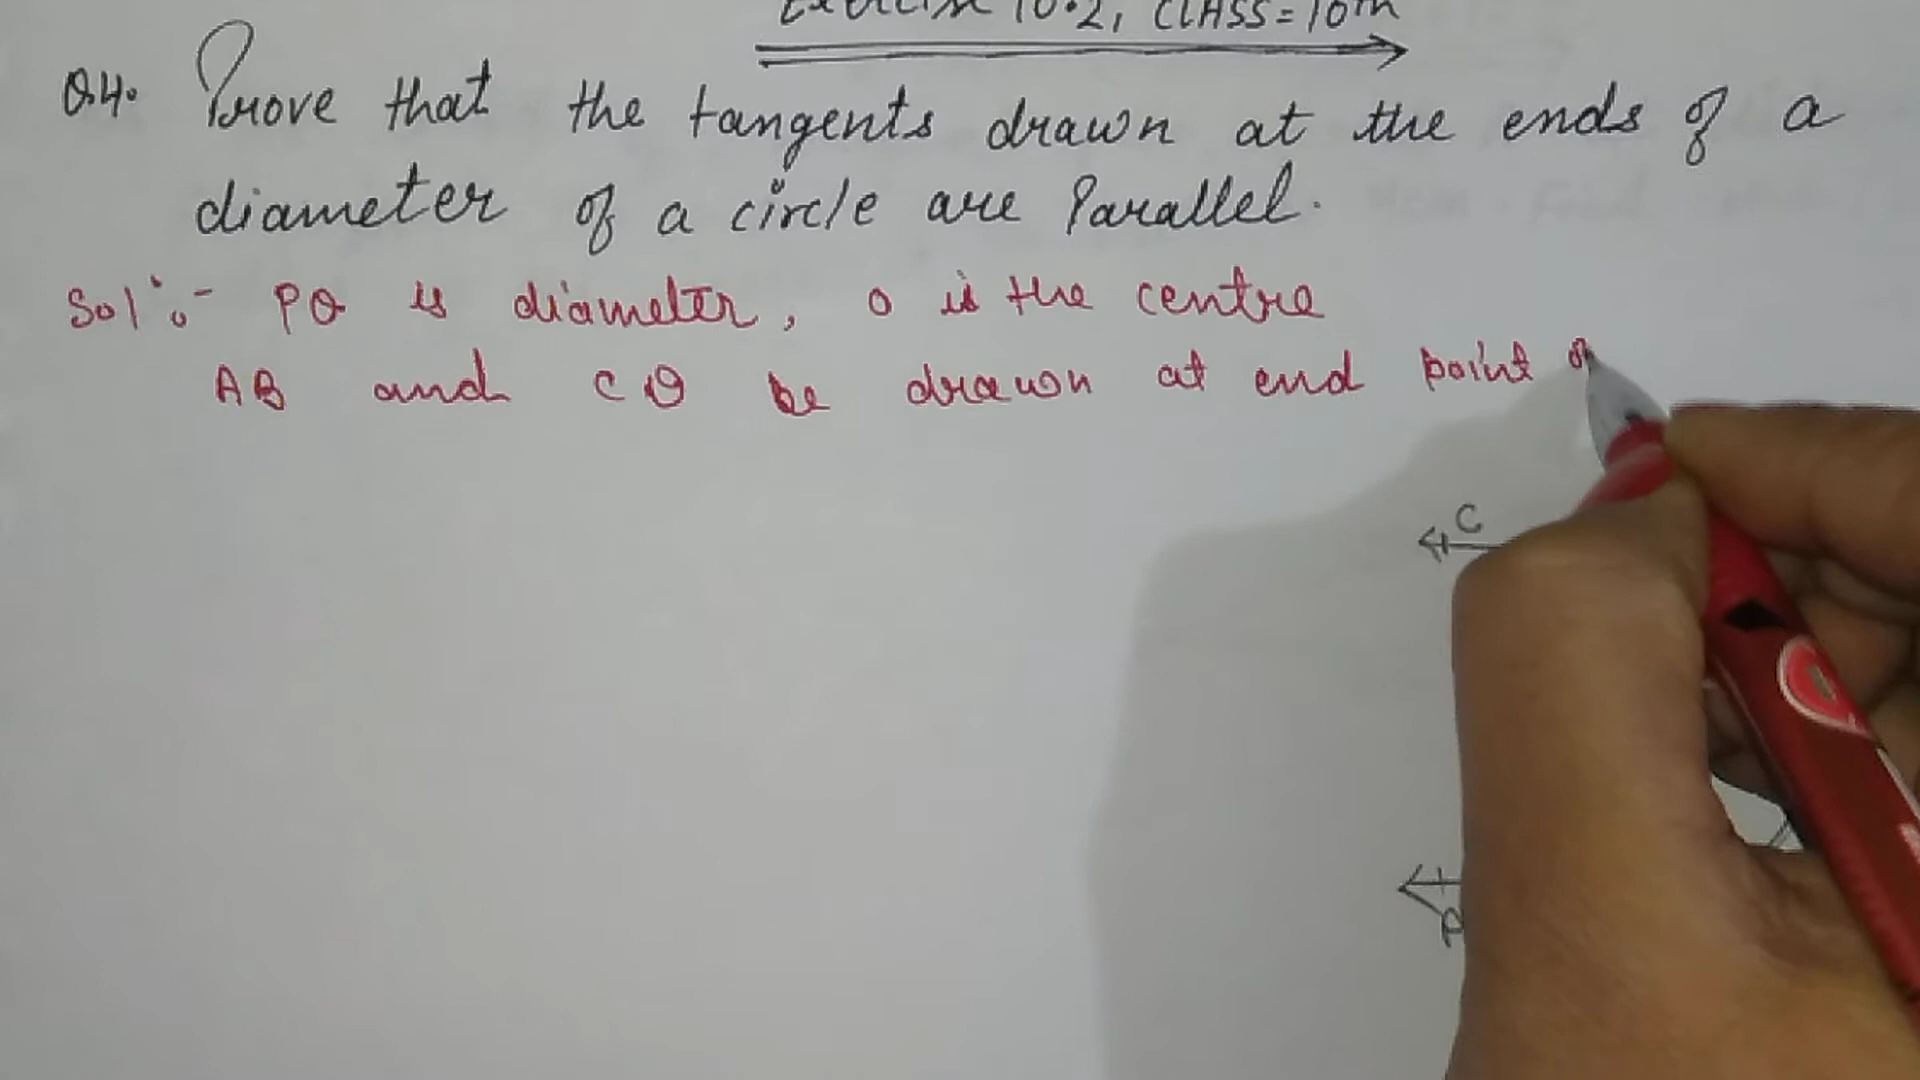 Exercise 10.2, CLASS=10th
Q4. Prove that the tangents drawn at the ends of a
diameter of a circle are Parallel.
Sol:- PQ is diameter, O is the centre
AB and CD be drawn at end point of
C